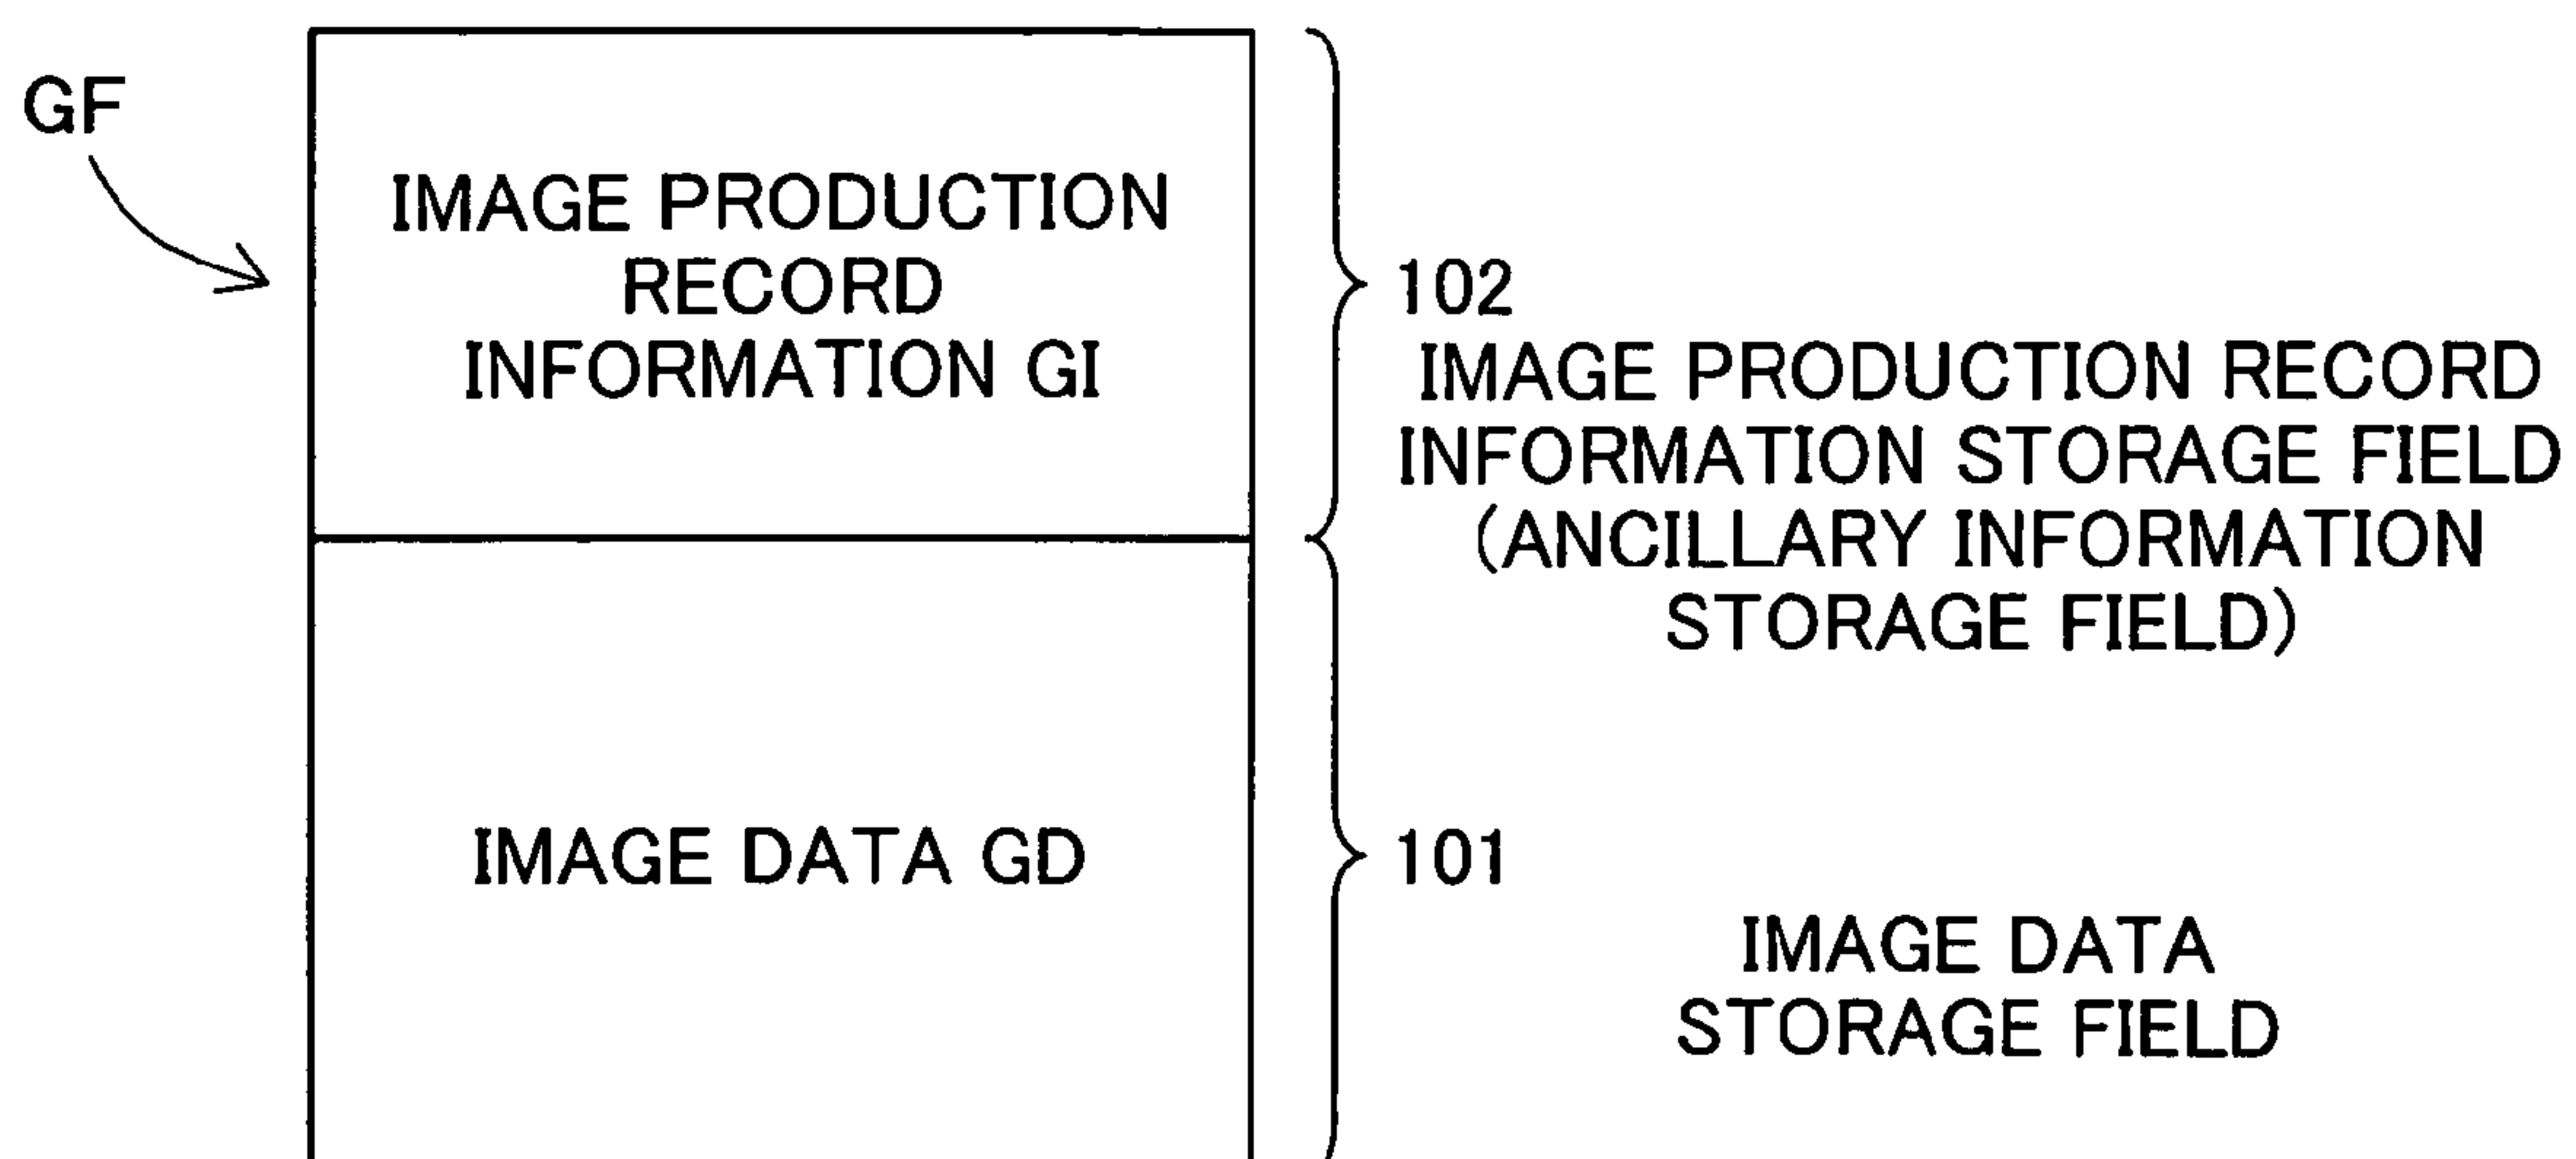 GF
IMAGE PRODUCTION
RECORD
INFORMATION GI
102
IMAGE PRODUCTION RECORD
INFORMATION STORAGE FIELD
(ANCILLARY INFORMATION
STORAGE FIELD)
IMAGE DATA GD
101
IMAGE DATA
STORAGE FIELD